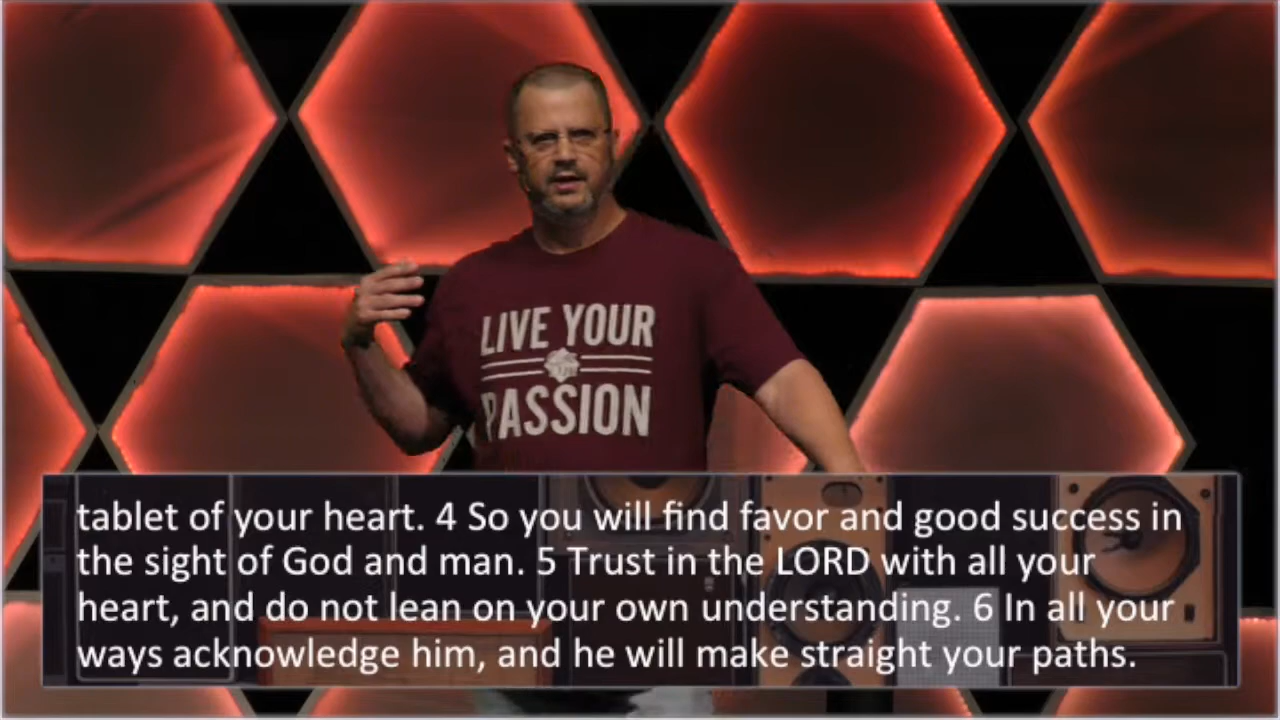 LIVE YOUR
PASSION
tablet of your heart. 4 So you will find favor and good success in
the sight of God and man. 5 Trust in the LORD with all your
heart, and do not lean on your own understanding. 6 In all your
ways acknowledge him, and he will make straight your paths.